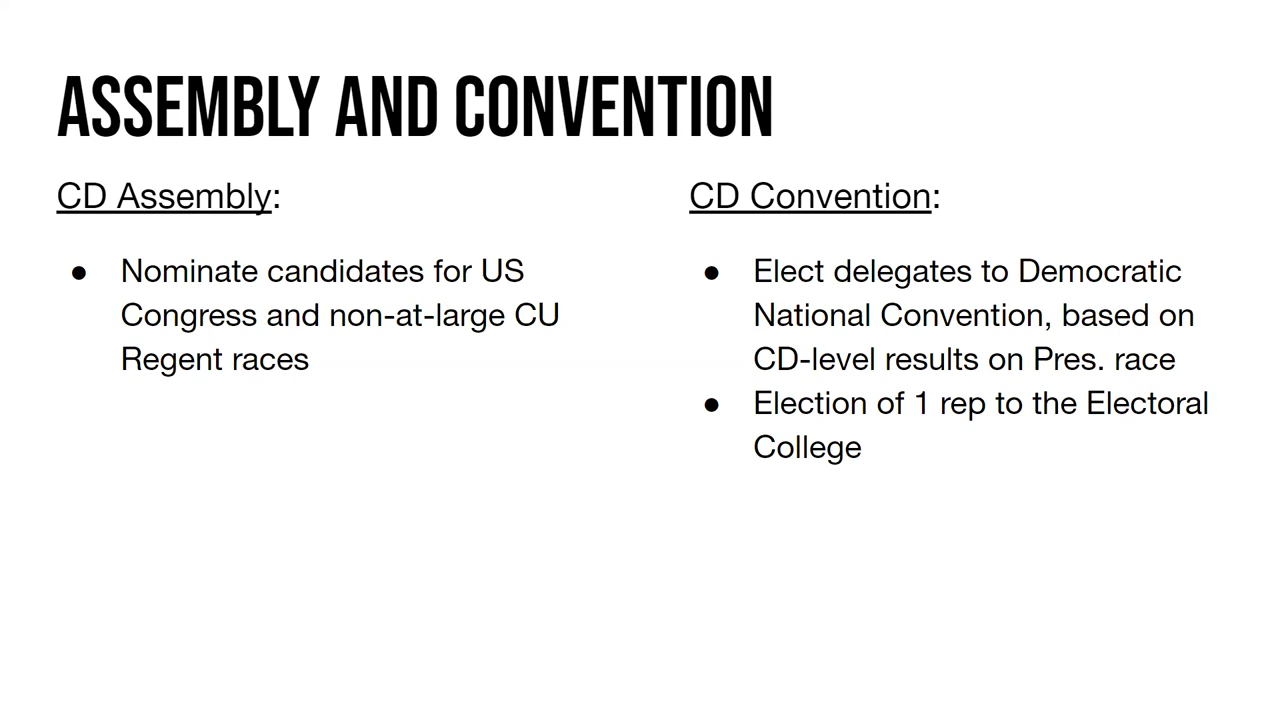 ASSEMBLY AND CONVENTION
CD Assembly:
● Nominate candidates for US
Congress and non-at-large CU
Regent races
CD Convention:
● Elect delegates to Democratic
National Convention, based on
CD-level results on Pres. race
● Election of 1 rep to the Electoral
College